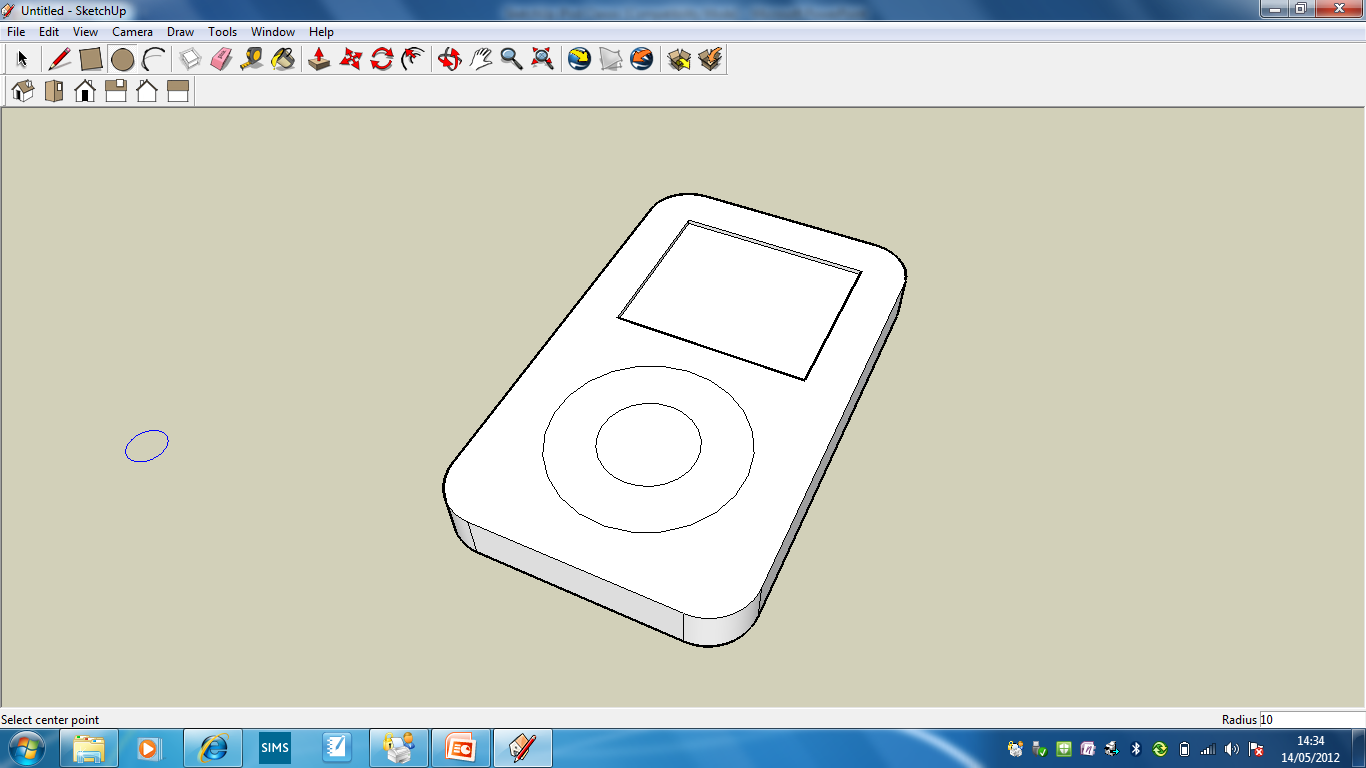 Untitled - SketchUp
File Edit View Camera Draw Tools Window Help
Select center point
Radius 10
SIMS
14:34
14/05/2012